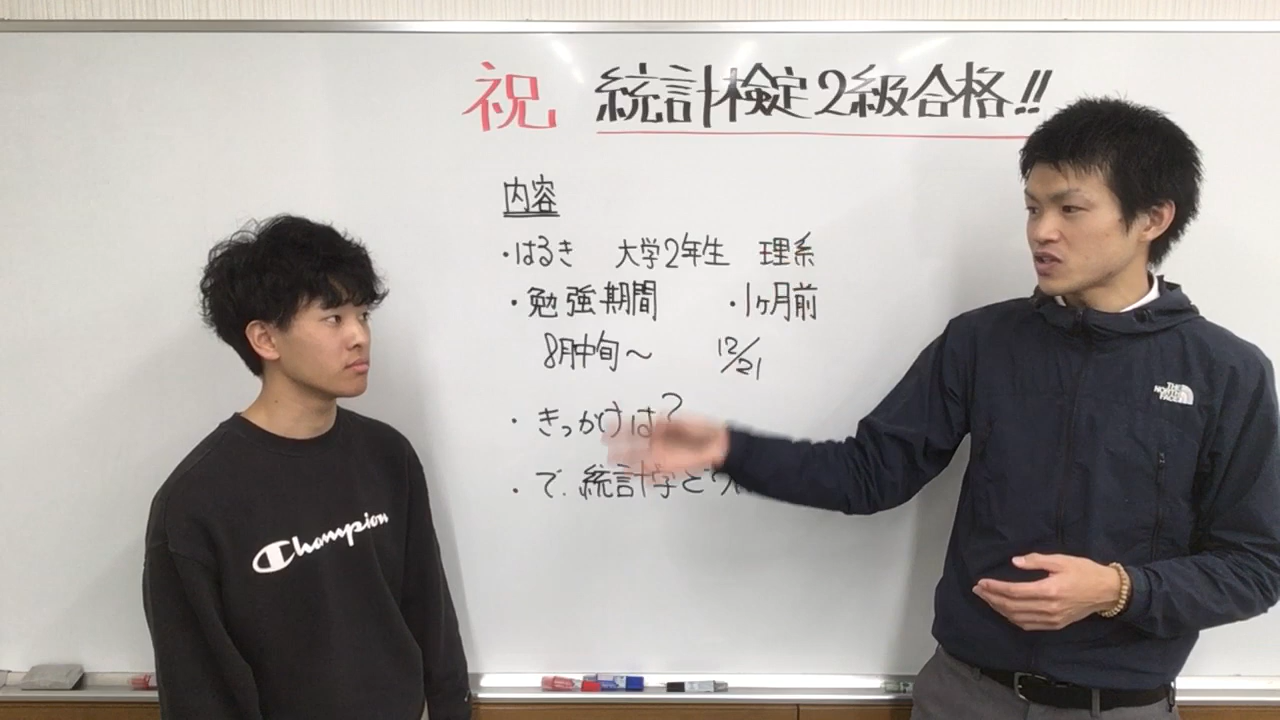 祝 統計検定2級合格!!
内容
・はるき 大学2年生 理系
・勉強期間 ・1ヶ月前
8月中旬〜 12/21
・きっかけは?
・で、統計学どう
Champion
THE NORTH FACE